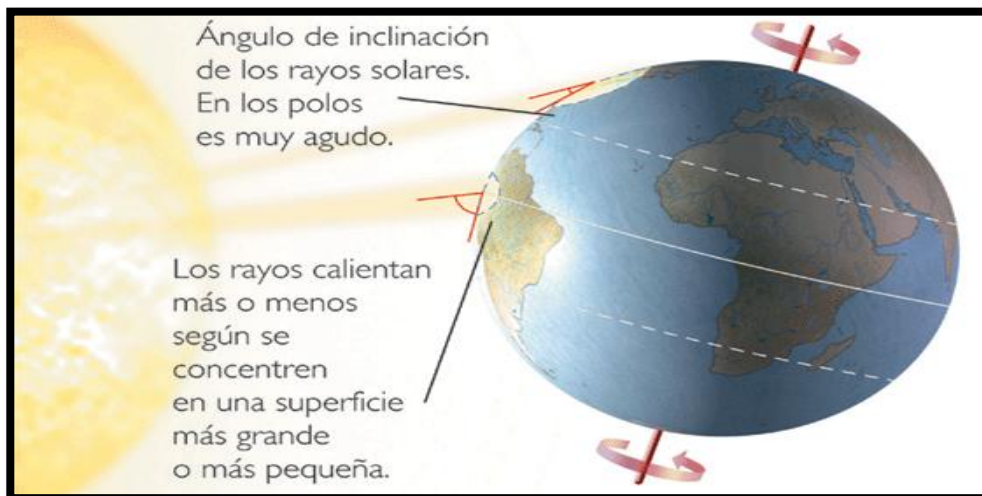 Ángulo de inclinación
de los rayos solares.
En los polos
es muy agudo.
Los rayos calientan
más o menos
según se
concentren
en una superficie
más grande
o más pequeña.